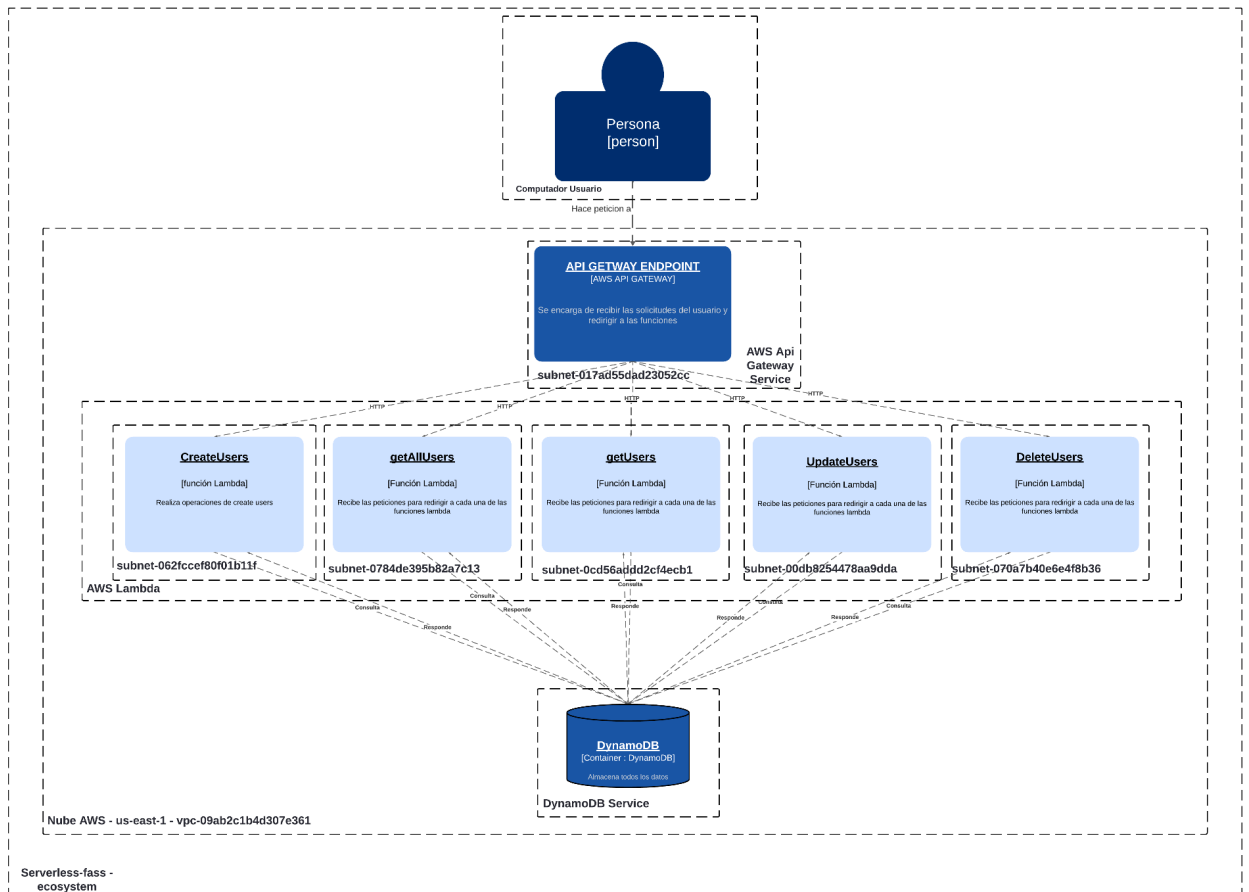 Persona
[person]
Computador Usuario
Hace peticion a
API GETWAY ENDPOINT
[AWS API GATEWAY]
Se encarga de recibir las solicitudes del usuario y
redirigir a las funciones
AWS Api
Gateway
Service
subnet-017ad55dad23052cc
HTTP
HTTP
HTTP
HTTP
HTTP
CreateUsers
[función Lambda]
Realiza operaciones de create users
subnet-062fccef80f01b11f
getAllUsers
[Función Lambda]
Recibe las peticiones para redirigir a cada una de las
funciones lambda
subnet-0784de395b82a7c13
getUsers
[Función Lambda]
Recibe las peticiones para redirigir a cada una de las
funciones lambda
subnet-0cd56addd2cf4ecb1
UpdateUsers
[Función Lambda]
Recibe las peticiones para redirigir a cada una de las
funciones lambda
subnet-00db8254478aa9dda
DeleteUsers
[Función Lambda]
Recibe las peticiones para redirigir a cada una de las
funciones lambda
subnet-070a7b40e6e4f8b36
AWS Lambda
Consulta
Responde
Consulta
Responde
Consulta
Responde
Consulta
Responde
Consulta
Responde
DynamoDB
[Container : DynamoDB]
Almacena todos los datos
DynamoDB Service
Nube AWS - us-east-1 - vpc-09ab2c1b4d307e361
Serverless-fass -
ecosystem